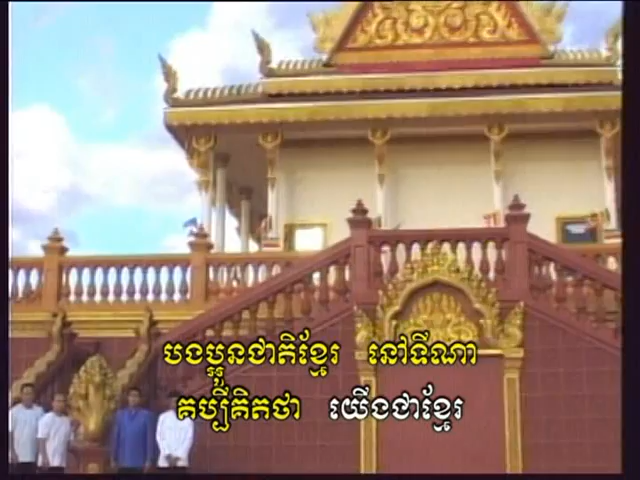 បងប្អូនជាតិខ្មែរ នៅទីណា
គប្បីគិតថា យើងជាខ្មែរ